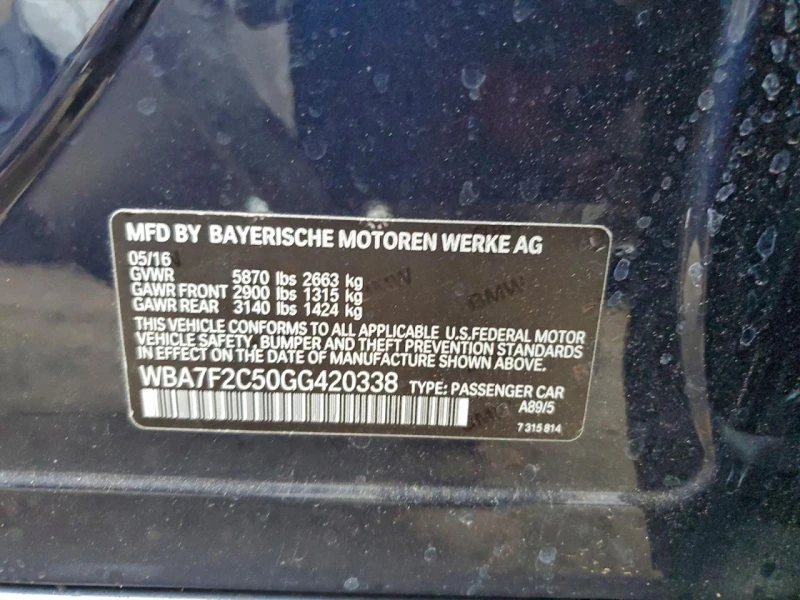 MFD BY BAYERISCHE MOTOREN WERKE AG
05/16
GVWR 5870 lbs 2663 kg
GAWR FRONT 2900 lbs 1315 kg
GAWR REAR 3140 lbs 1424 kg
THIS VEHICLE CONFORMS TO ALL APPLICABLE U.S.FEDERAL MOTOR
VEHICLE SAFETY, BUMPER AND THEFT PREVENTION STANDARDS
IN EFFECT ON THE DATE OF MANUFACTURE SHOWN ABOVE.
WBA7F2C50GG420338 TYPE: PASSENGER CAR
A89/5
7 315 814
BMW
BMW
BMW